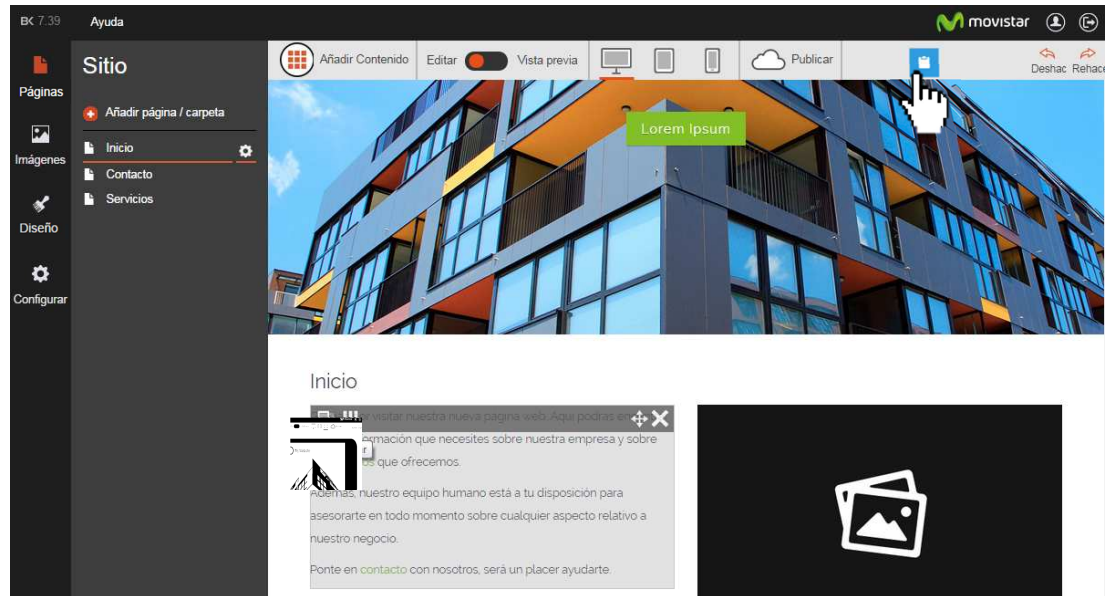 BK 7.39
Ayuda
movistar
Páginas
Imágenes
Diseño
Configurar
Sitio
Añadir página / carpeta
Inicio
Contacto
Servicios
Añadir Contenido
Editar
Vista previa
Publicar
Deshac
Rehace
Lorem Ipsum
Inicio
visitar nuestra nueva página web. Aquí podrás
que necesites sobre nuestra empresa y sobre
que ofrecemos.
Además, nuestro equipo humano está a tu disposición para
asesorarte en todo momento sobre cualquier aspecto relativo a
nuestro negocio.
Ponte en contacto con nosotros, será un placer ayudarte.